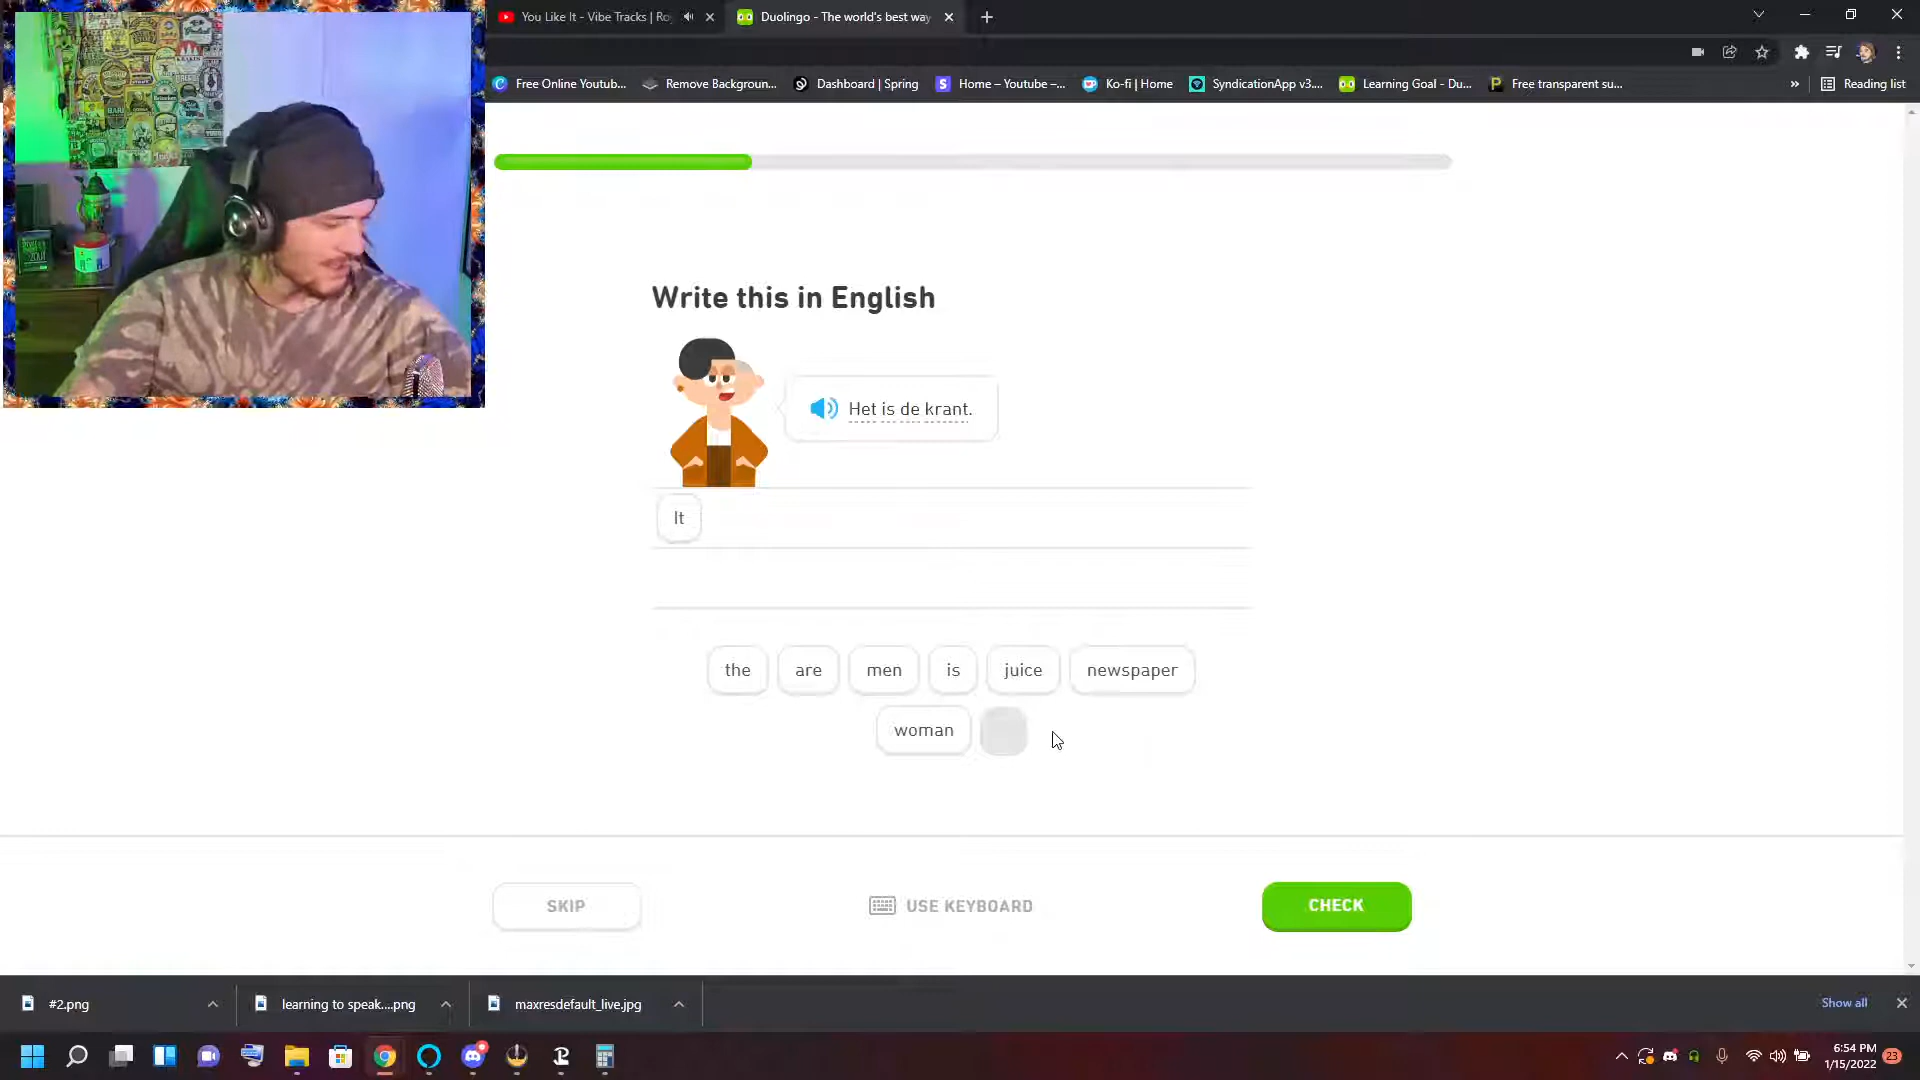 You Like It - Vibe Tracks | Ro
Duolingo - The world's best way
Free Online Youtub...
Remove Backgroun...
Dashboard | Spring
Home – Youtube –...
Ko-fi | Home
SyndicationApp v3....
Learning Goal - Du...
Free transparent su...
»
Reading list
Write this in English
Het is de krant.
It
the
are
men
is
juice
newspaper
woman
SKIP
USE KEYBOARD
CHECK
#2.png
learning to speak....png
maxresdefault_live.jpg
Show all
6:54 PM
1/15/2022
23